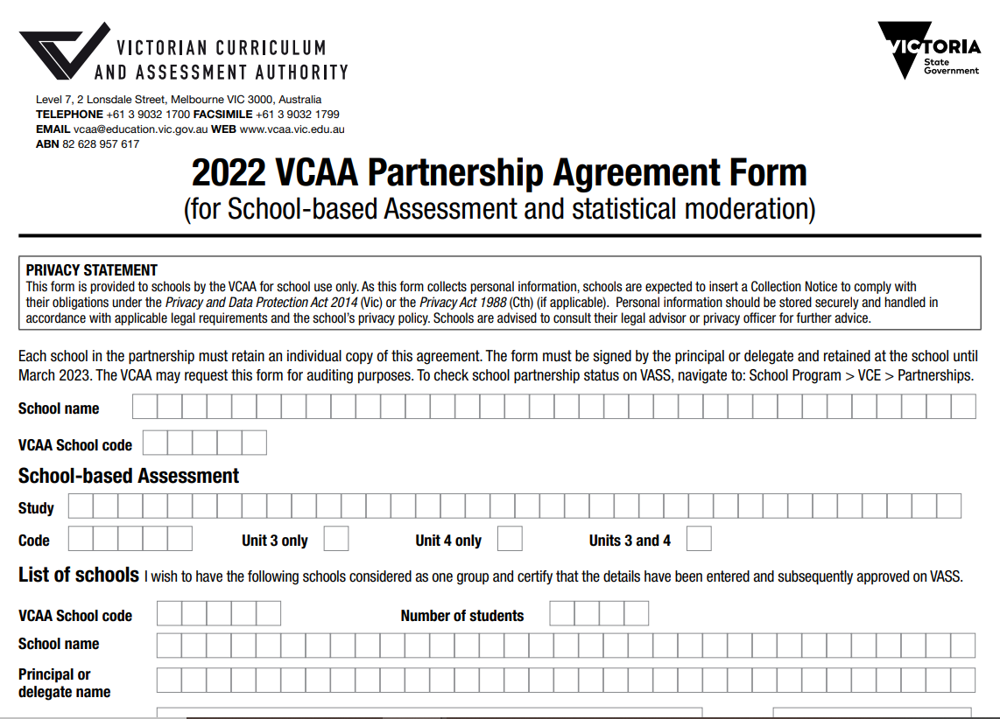 VICTORIAN CURRICULUM
AND ASSESSMENT AUTHORITY
VICTORIA
State
Government
Level 7, 2 Lonsdale Street, Melbourne VIC 3000, Australia
TELEPHONE +61 3 9032 1700 FACSIMILE +61 3 9032 1799
EMAIL vcaa@education.vic.gov.au WEB www.vcaa.vic.edu.au
ABN 82 628 957 617
2022 VCAA Partnership Agreement Form
(for School-based Assessment and statistical moderation)
PRIVACY STATEMENT
This form is provided to schools by the VCAA for school use only. As this form collects personal information, schools are expected to insert a Collection Notice to comply with
their obligations under the Privacy and Data Protection Act 2014 (Vic) or the Privacy Act 1988 (Cth) (if applicable). Personal information should be stored securely and handled in
accordance with applicable legal requirements and the school's privacy policy. Schools are advised to consult their legal advisor or privacy officer for further advice.
Each school in the partnership must retain an individual copy of this agreement. The form must be signed by the principal or delegate and retained at the school until
March 2023. The VCAA may request this form for auditing purposes. To check school partnership status on VASS, navigate to: School Program > VCE > Partnerships.
School name
VCAA School code
School-based Assessment
Study
Code Unit 3 only Unit 4 only Units 3 and 4
List of schools I wish to have the following schools considered as one group and certify that the details have been entered and subsequently approved on VASS.
VCAA School code Number of students
School name
Principal or
delegate name